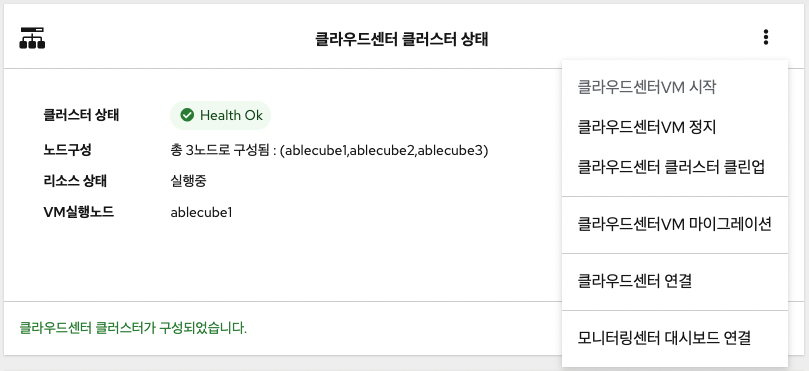 클라우드센터 클러스터 상태
클러스터 상태 Health Ok
노드구성 총 3노드로 구성됨 : (ablecube1,ablecube2,ablecube3)
리소스 상태 실행중
VM실행노드 ablecube1
클라우드센터 클러스터가 구성되었습니다.
클라우드센터VM 시작
클라우드센터VM 정지
클라우드센터 클러스터 클린업
클라우드센터VM 마이그레이션
클라우드센터 연결
모니터링센터 대시보드 연결